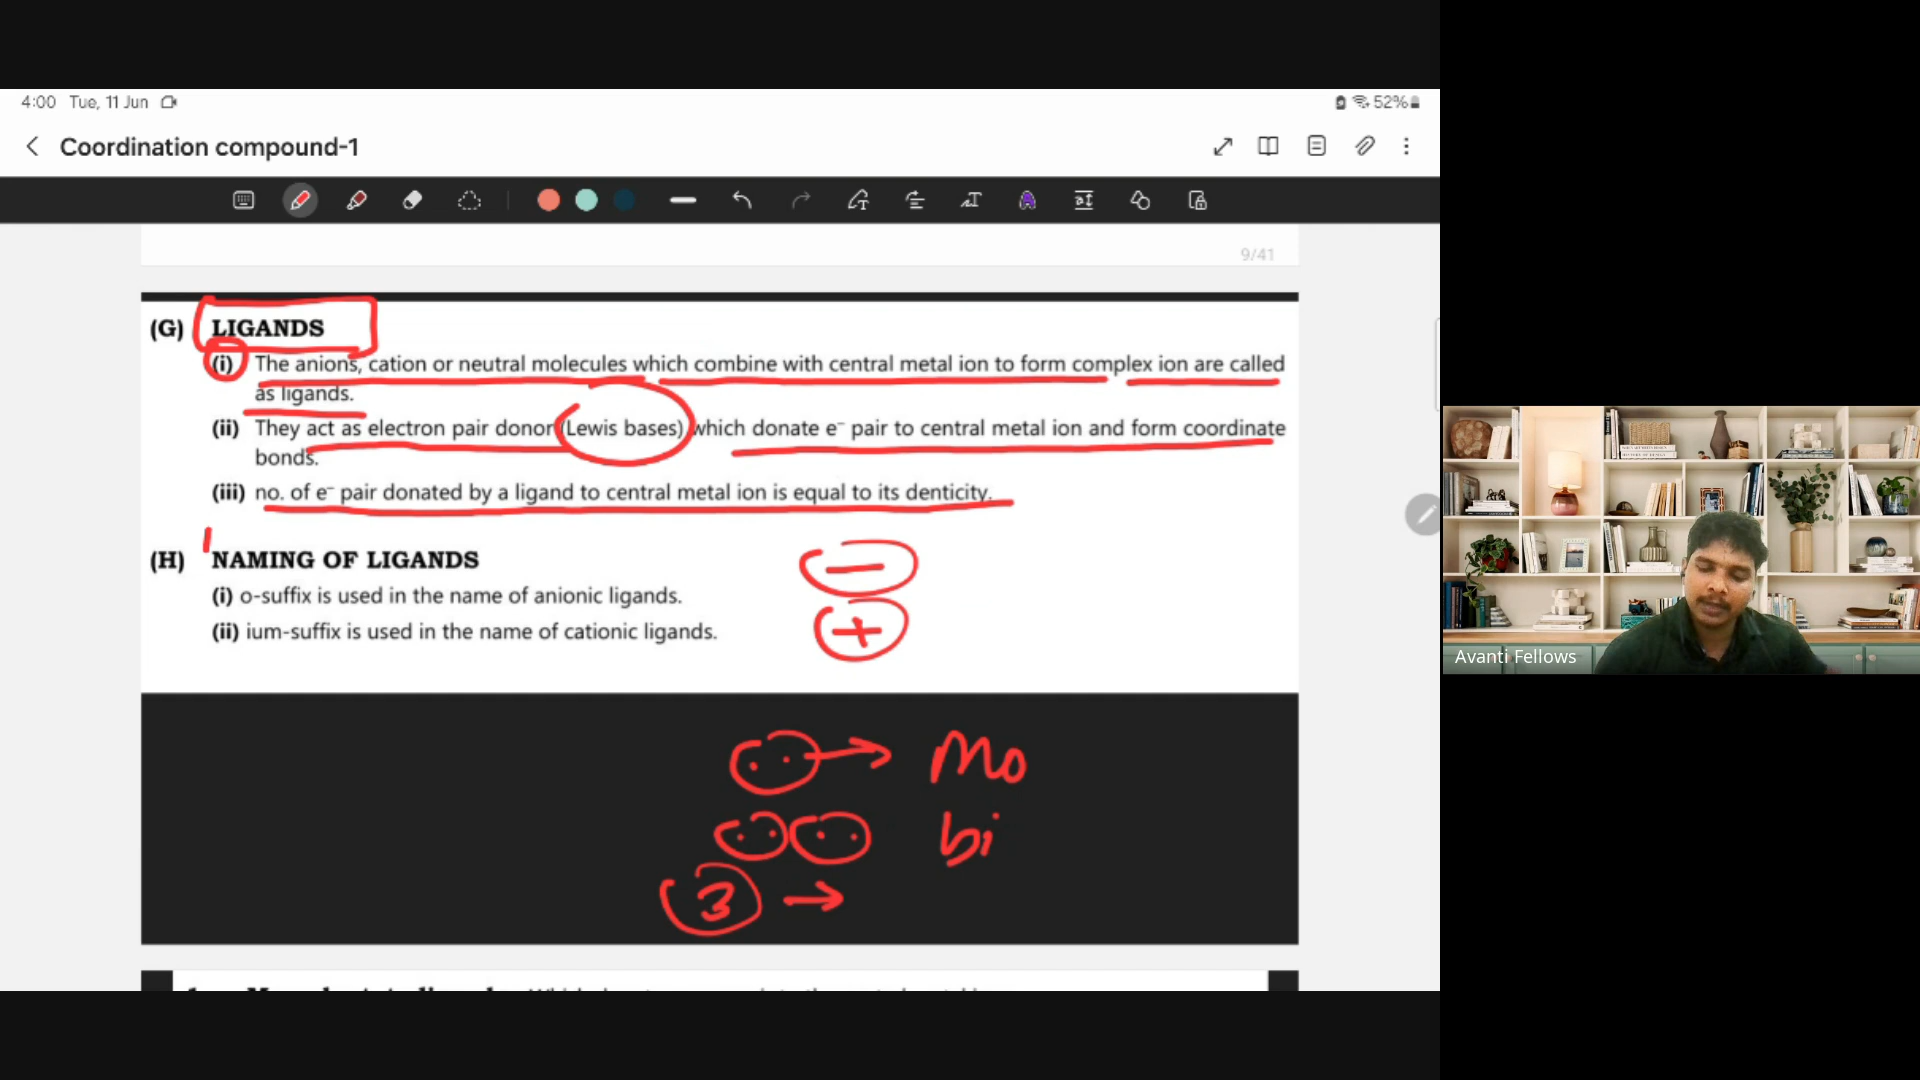 4:00 Tue, 11 Jun
52%
Coordination compound-1
9/41
(G) LIGANDS
(i) The anions, cation or neutral molecules which combine with central metal ion to form complex ion are called
as ligands.
(ii) They act as electron pair donor (Lewis bases) which donate e⁻ pair to central metal ion and form coordinate
bonds.
(iii) no. of e⁻ pair donated by a ligand to central metal ion is equal to its denticity.
(H) NAMING OF LIGANDS
(i) o-suffix is used in the name of anionic ligands.
−
(ii) ium-suffix is used in the name of cationic ligands.
+
→ Mo
bi
3 →
Avanti Fellows